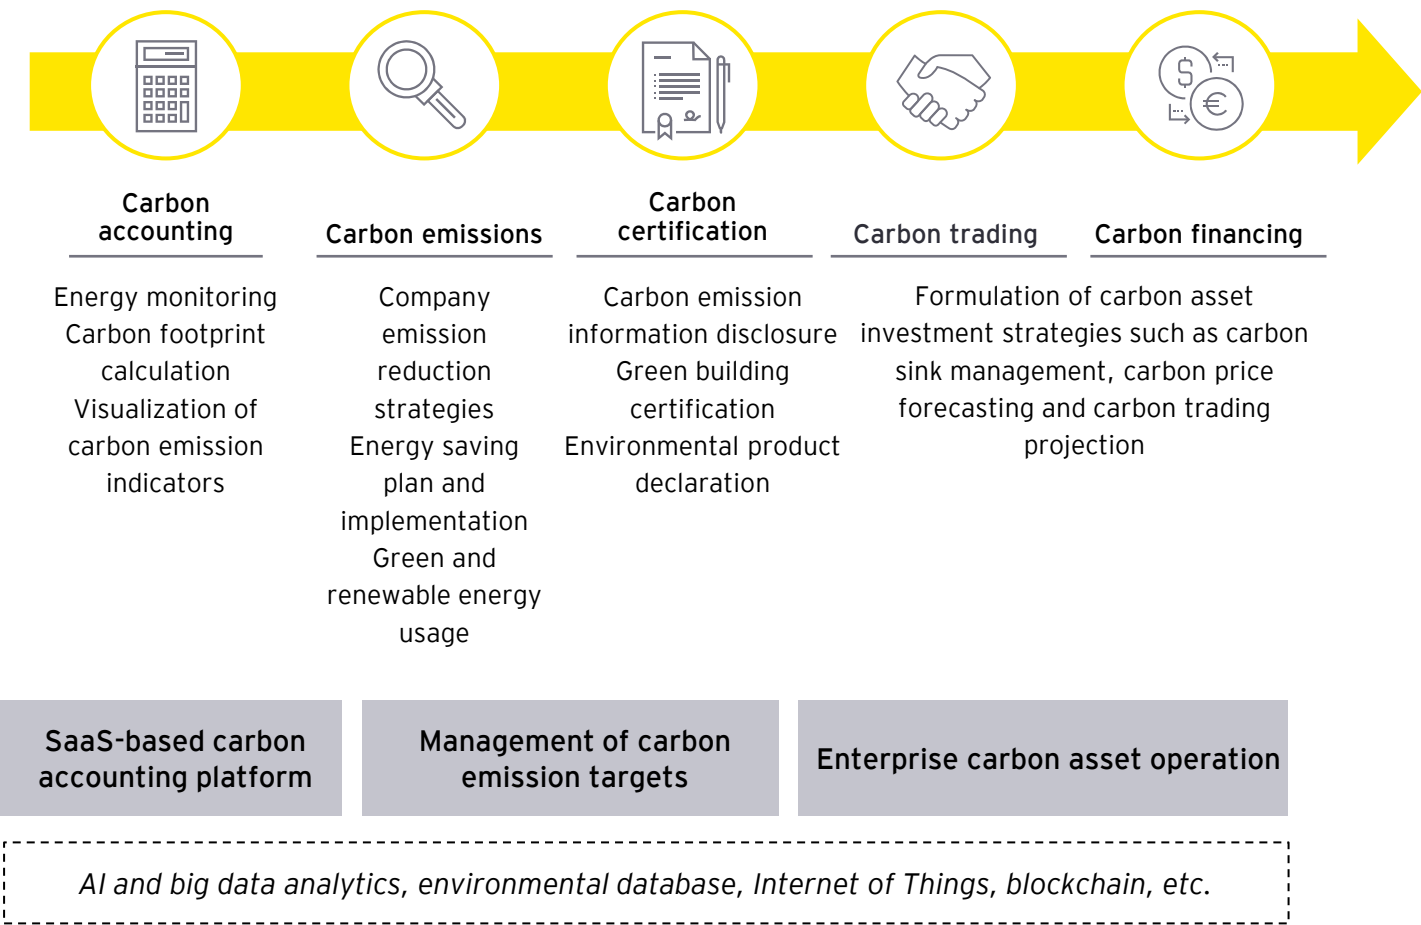 Carbon
accounting
Energy monitoring
Carbon footprint
calculation
Visualization of
carbon emission
indicators
Carbon emissions
Company
emission
reduction
strategies
Energy saving
plan and
implementation
Green and
renewable energy
usage
Carbon
certification
Carbon emission
information disclosure
Green building
certification
Environmental product
declaration
Carbon trading
Carbon financing
Formulation of carbon asset
investment strategies such as carbon
sink management, carbon price
forecasting and carbon trading
projection
SaaS-based carbon
accounting platform
Management of carbon
emission targets
Enterprise carbon asset operation
AI and big data analytics, environmental database, Internet of Things, blockchain, etc.